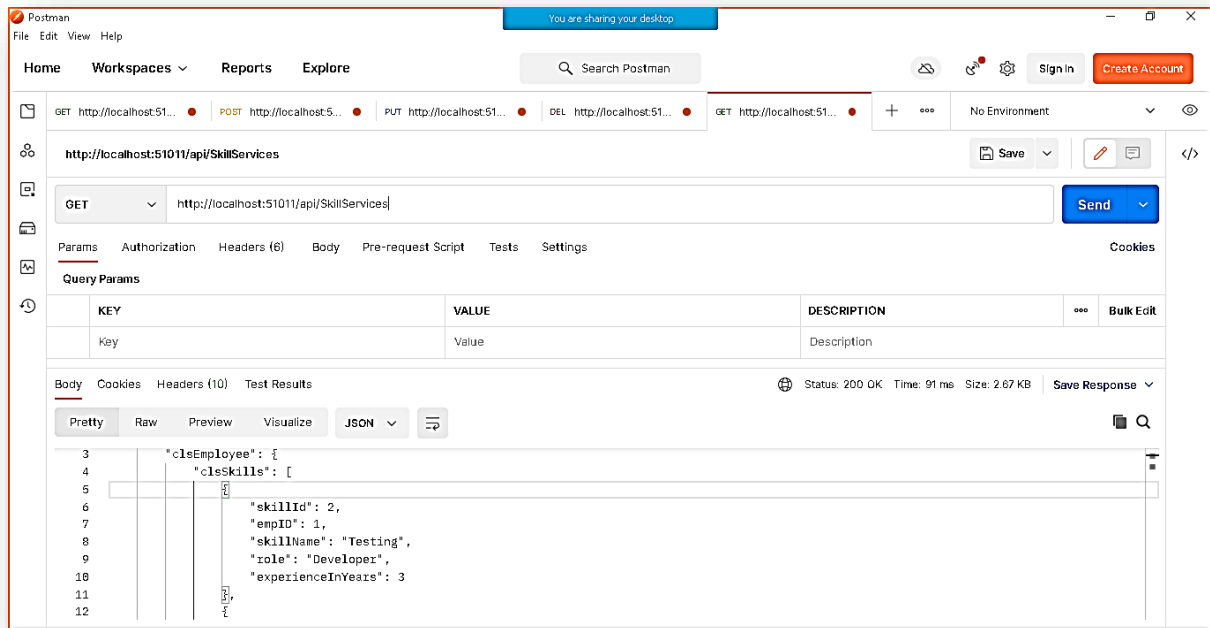 Postman
You are sharing your desktop
File Edit View Help
Home Workspaces Reports Explore Search Postman Sign In Create Account
GET http://localhost:51... POST http://localhost:5... PUT http://localhost:51... DEL http://localhost:51... GET http://localhost:51... No Environment
http://localhost:51011/api/SkillServices Save
GET http://localhost:51011/api/SkillServices Send
Params Authorization Headers (6) Body Pre-request Script Tests Settings Cookies
Query Params
KEY VALUE DESCRIPTION Bulk Edit
Key Value Description
Body Cookies Headers (10) Test Results Status: 200 OK Time: 91 ms Size: 2.67 KB Save Response
Pretty Raw Preview Visualize JSON
3 "clsEmployee": {
4 "clsSkills": [
5 {
6 "skillId": 2,
7 "empID": 1,
8 "skillName": "Testing",
9 "role": "Developer",
10 "experienceInYears": 3
11 },
12 {